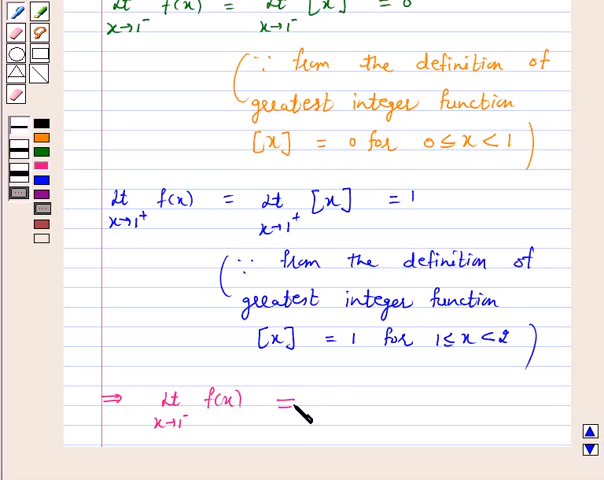 lt f(x) = lt [x] = 0
x→1⁻ x→1⁻
(∵ from the definition of
greatest integer function
[x] = 0 for 0 ≤ x < 1)
lt f(x) = lt [x] = 1
x→1⁺ x→1⁺
(∵ from the definition of
greatest integer function
[x] = 1 for 1 ≤ x < 2)
⇒ lt f(x) =
x→1⁻